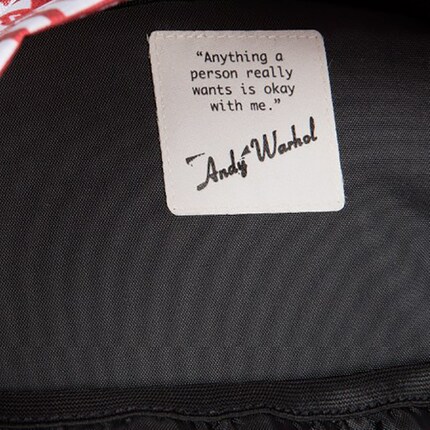 “Anything a
person really
wants is okay
with me.”
Andy Warhol